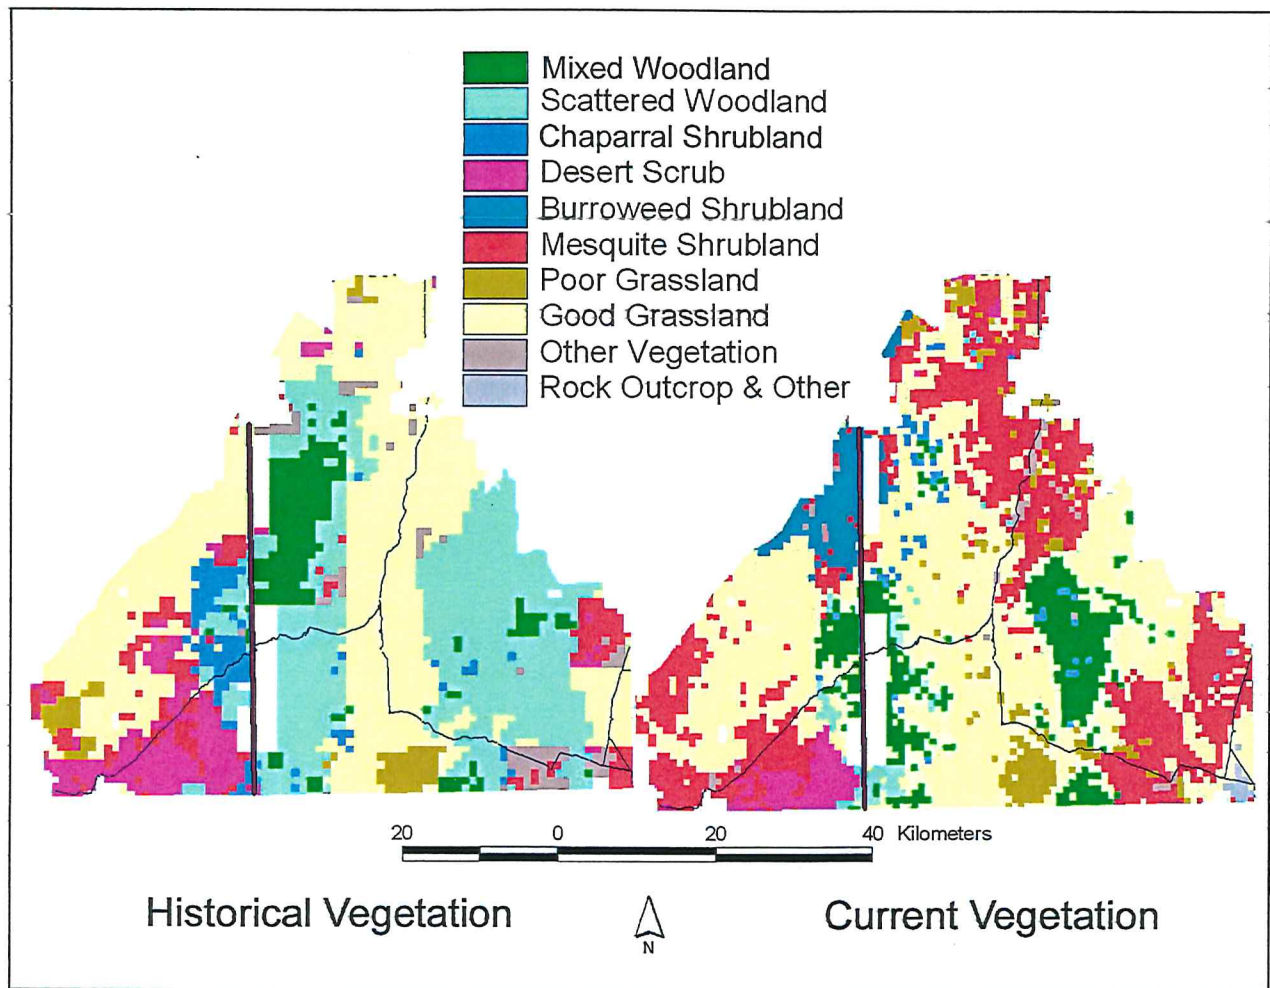 Mixed Woodland
Scattered Woodland
Chaparral Shrubland
Desert Scrub
Burroweed Shrubland
Mesquite Shrubland
Poor Grassland
Good Grassland
Other Vegetation
Rock Outcrop & Other
20 0 20 40 Kilometers
Historical Vegetation
N
Current Vegetation